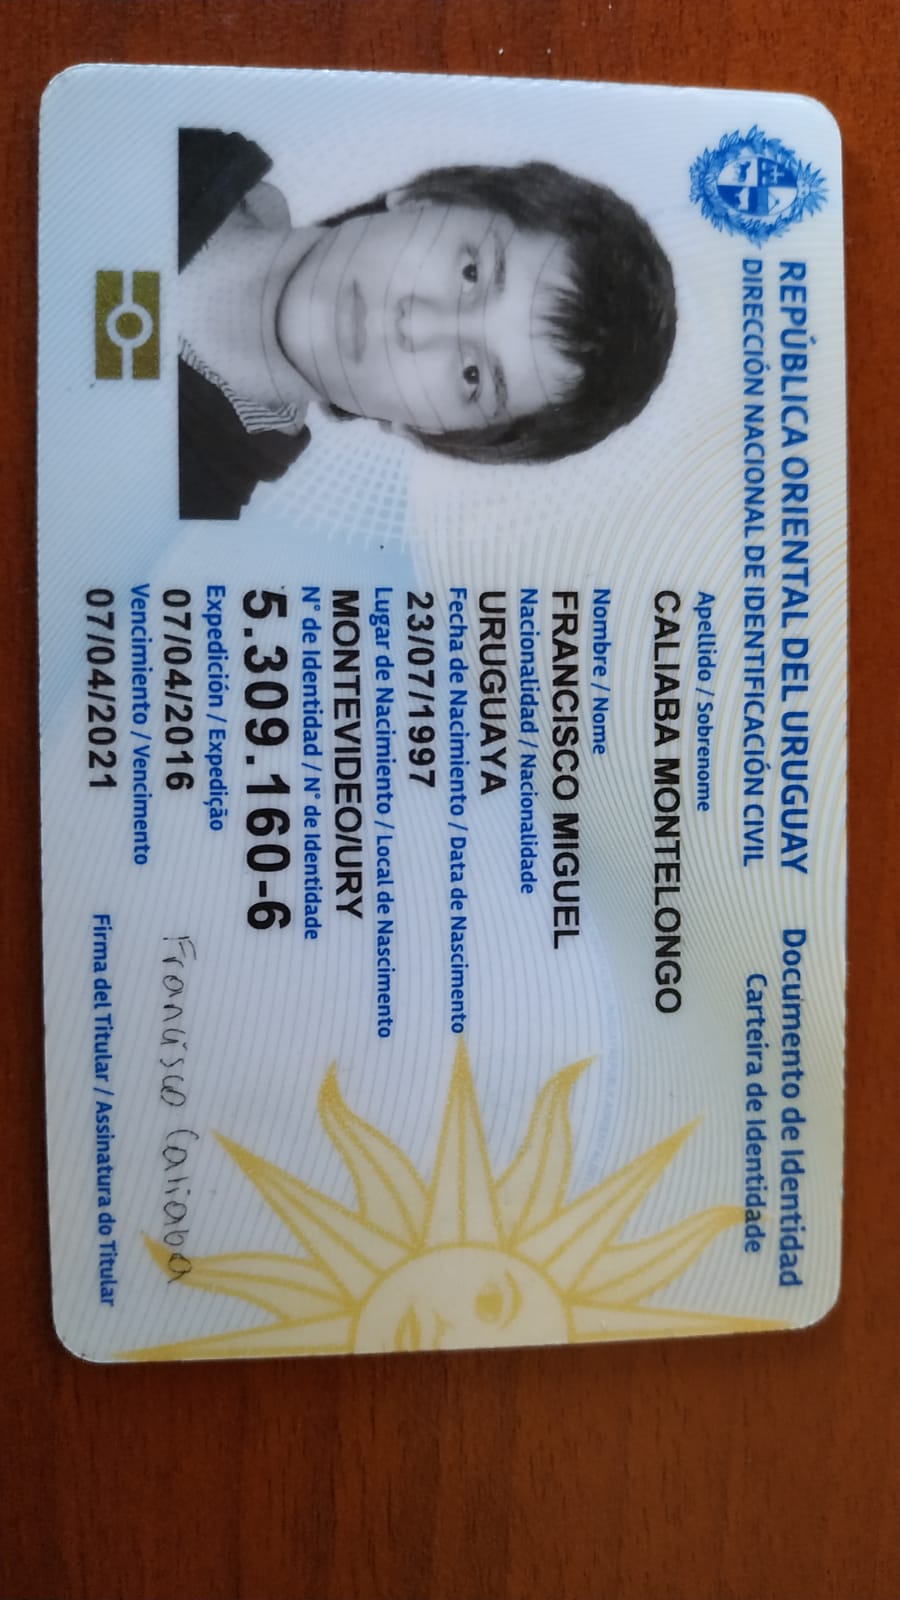 REPÚBLICA ORIENTAL DEL URUGUAY
DIRECCIÓN NACIONAL DE IDENTIFICACIÓN CIVIL
Documento de Identidad
Carteira de Identidade
Apellido / Sobrenome
CALIABA MONTELONGO
Nombre / Nome
FRANCISCO MIGUEL
Nacionalidad / Nacionalidade
URUGUAYA
Fecha de Nacimiento / Data de Nascimento
23/07/1997
Lugar de Nacimiento / Local de Nascimento
MONTEVIDEO/URY
N° de Identidad / N° de Identidade
5.309.160-6
Expedición / Expedição
07/04/2016
Vencimiento / Vencimento
07/04/2021
Francisco Caliaba
Firma del Titular / Assinatura do Titular